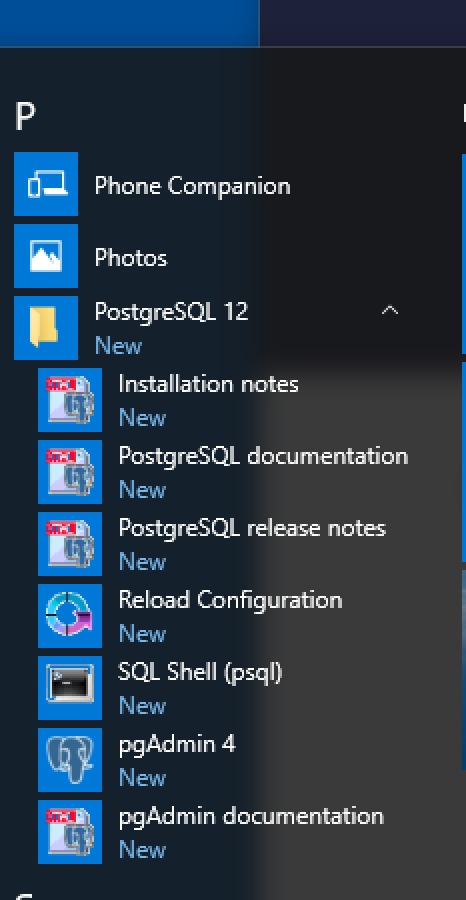 P
Phone Companion
Photos
PostgreSQL 12
New
Installation notes
New
PostgreSQL documentation
New
PostgreSQL release notes
New
Reload Configuration
New
SQL Shell (psql)
New
pgAdmin 4
New
pgAdmin documentation
New